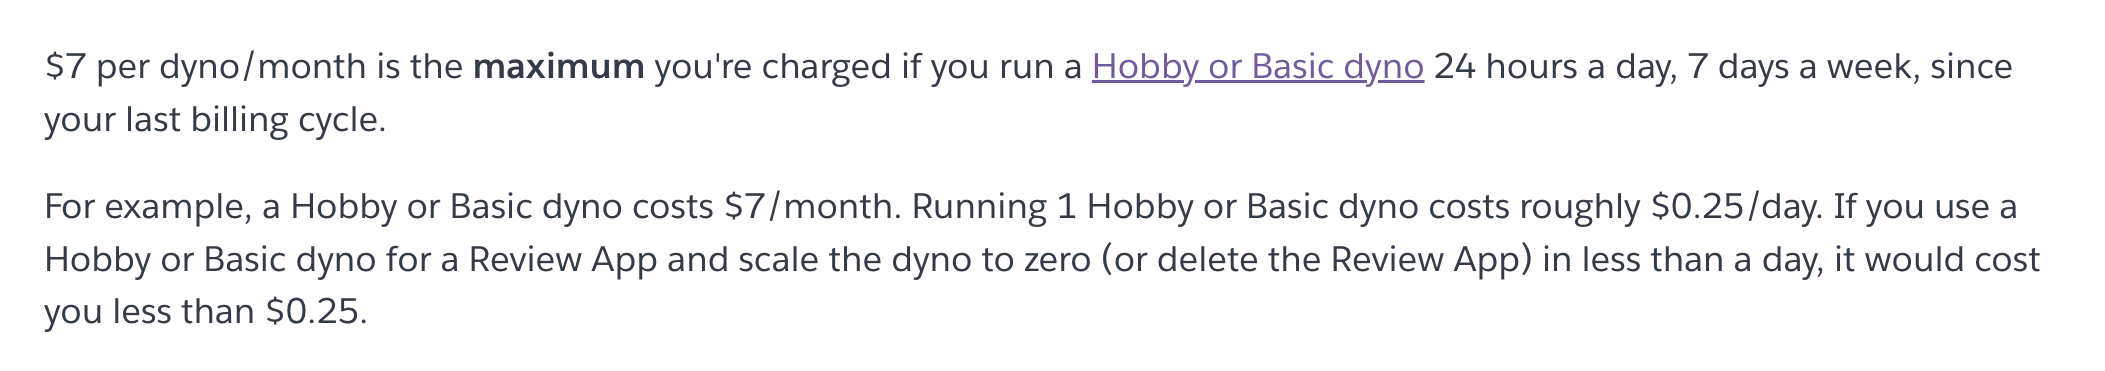 $7 per dyno/month is the maximum you're charged if you run a Hobby or Basic dyno 24 hours a day, 7 days a week, since
your last billing cycle.
For example, a Hobby or Basic dyno costs $7/month. Running 1 Hobby or Basic dyno costs roughly $0.25/day. If you use a
Hobby or Basic dyno for a Review App and scale the dyno to zero (or delete the Review App) in less than a day, it would cost
you less than $0.25.